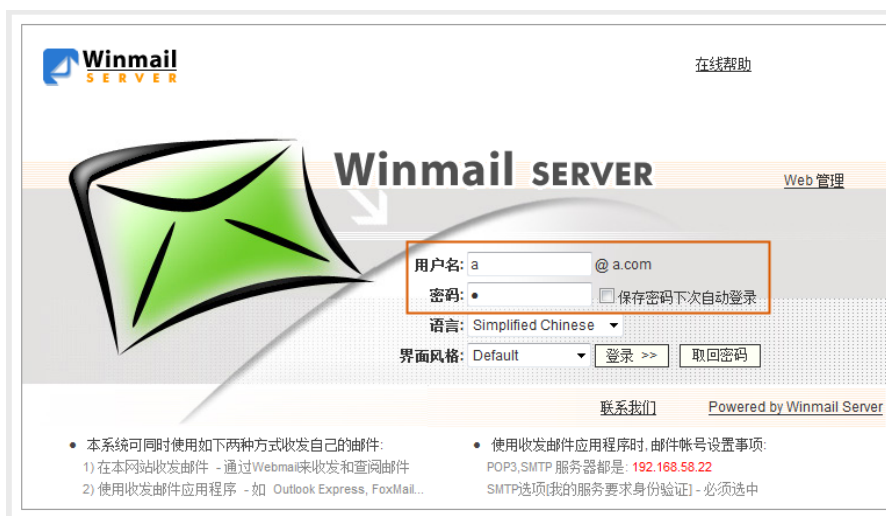 Winmail
SERVER
在线帮助
Winmail SERVER
Web 管理
用户名: a @ a.com
密码: ● 保存密码下次自动登录
语言: Simplified Chinese
界面风格: Default 登录 >> 取回密码
联系我们 Powered by Winmail Server
● 本系统可同时使用如下两种方式收发自己的邮件:
1) 在本网站收发邮件 - 通过Webmail来收发和查阅邮件
2) 使用收发邮件应用程序 - 如 Outlook Express, FoxMail...
● 使用收发邮件应用程序时, 邮件帐号设置事项:
POP3,SMTP 服务器都是: 192.168.58.22
SMTP选项[我的服务要求身份验证] - 必须选中